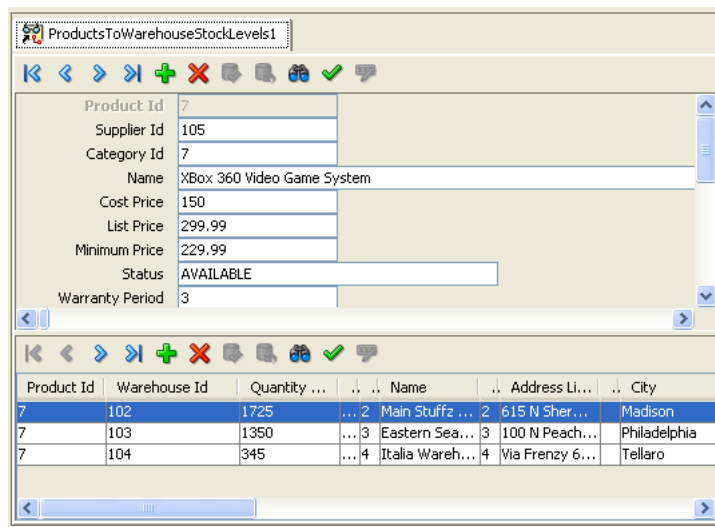 ProductsToWarehouseStockLevels1
Product Id 7
Supplier Id 105
Category Id 7
Name XBox 360 Video Game System
Cost Price 150
List Price 299.99
Minimum Price 229.99
Status AVAILABLE
Warranty Period 3
Product Id Warehouse Id Quantity ... .. .. Name .. Address Li... .. City
7 102 1725 ... 2 Main Stuffz ... 2 615 N Sher... Madison
7 103 1350 ... 3 Eastern Sea... 3 100 N Peach... Philadelphia
7 104 345 ... 4 Italia Wareh... 4 Via Frenzy 6... Tellaro